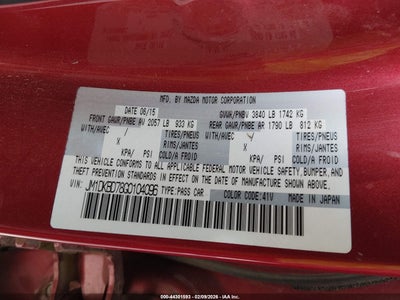 MFD. BY MAZDA MOTOR CORPORATION
DATE 06/15 GVWR/PNBV 3840 LB 1742 KG
FRONT GAWR/PNBE AV 2057 LB 933 KG REAR GAWR/PNBE AR 1790 LB 812 KG
WITH/AVEC / TIRES/PNEUS WITH/AVEC TIRES/PNEUS
X RIMS/JANTES X RIMS/JANTES
KPA/ PSI COLD/A FROID KPA/ PSI COLD/A FROID
THIS VEHICLE CONFORMS TO ALL APPLICABLE FEDERAL MOTOR VEHICLE SAFETY, BUMPER, AND
THEFT PREVENTION STANDARDS IN EFFECT ON THE DATE OF MANUFACTURE SHOWN ABOVE.
JM1DKBD78G0104096 TYPE: PASS CAR
COLOR CODE: 41V MADE IN JAPAN
000-44301593 - 02/09/2026 - IAA Auctions